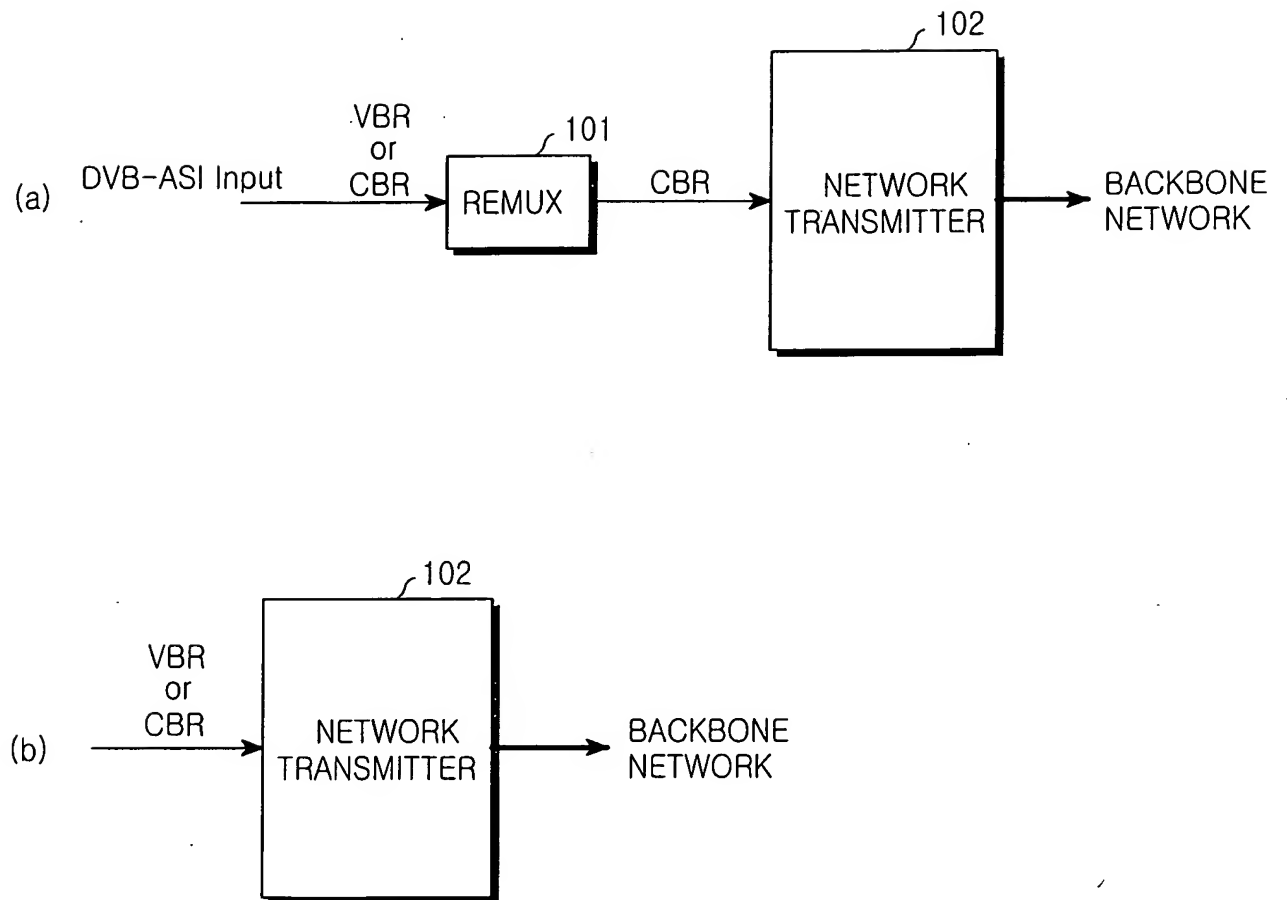 102
VBR
or
CBR
101
(a)
DVB-ASI Input
REMUX
CBR
NETWORK
TRANSMITTER
BACKBONE
NETWORK
102
VBR
or
CBR
(b)
NETWORK
TRANSMITTER
BACKBONE
NETWORK